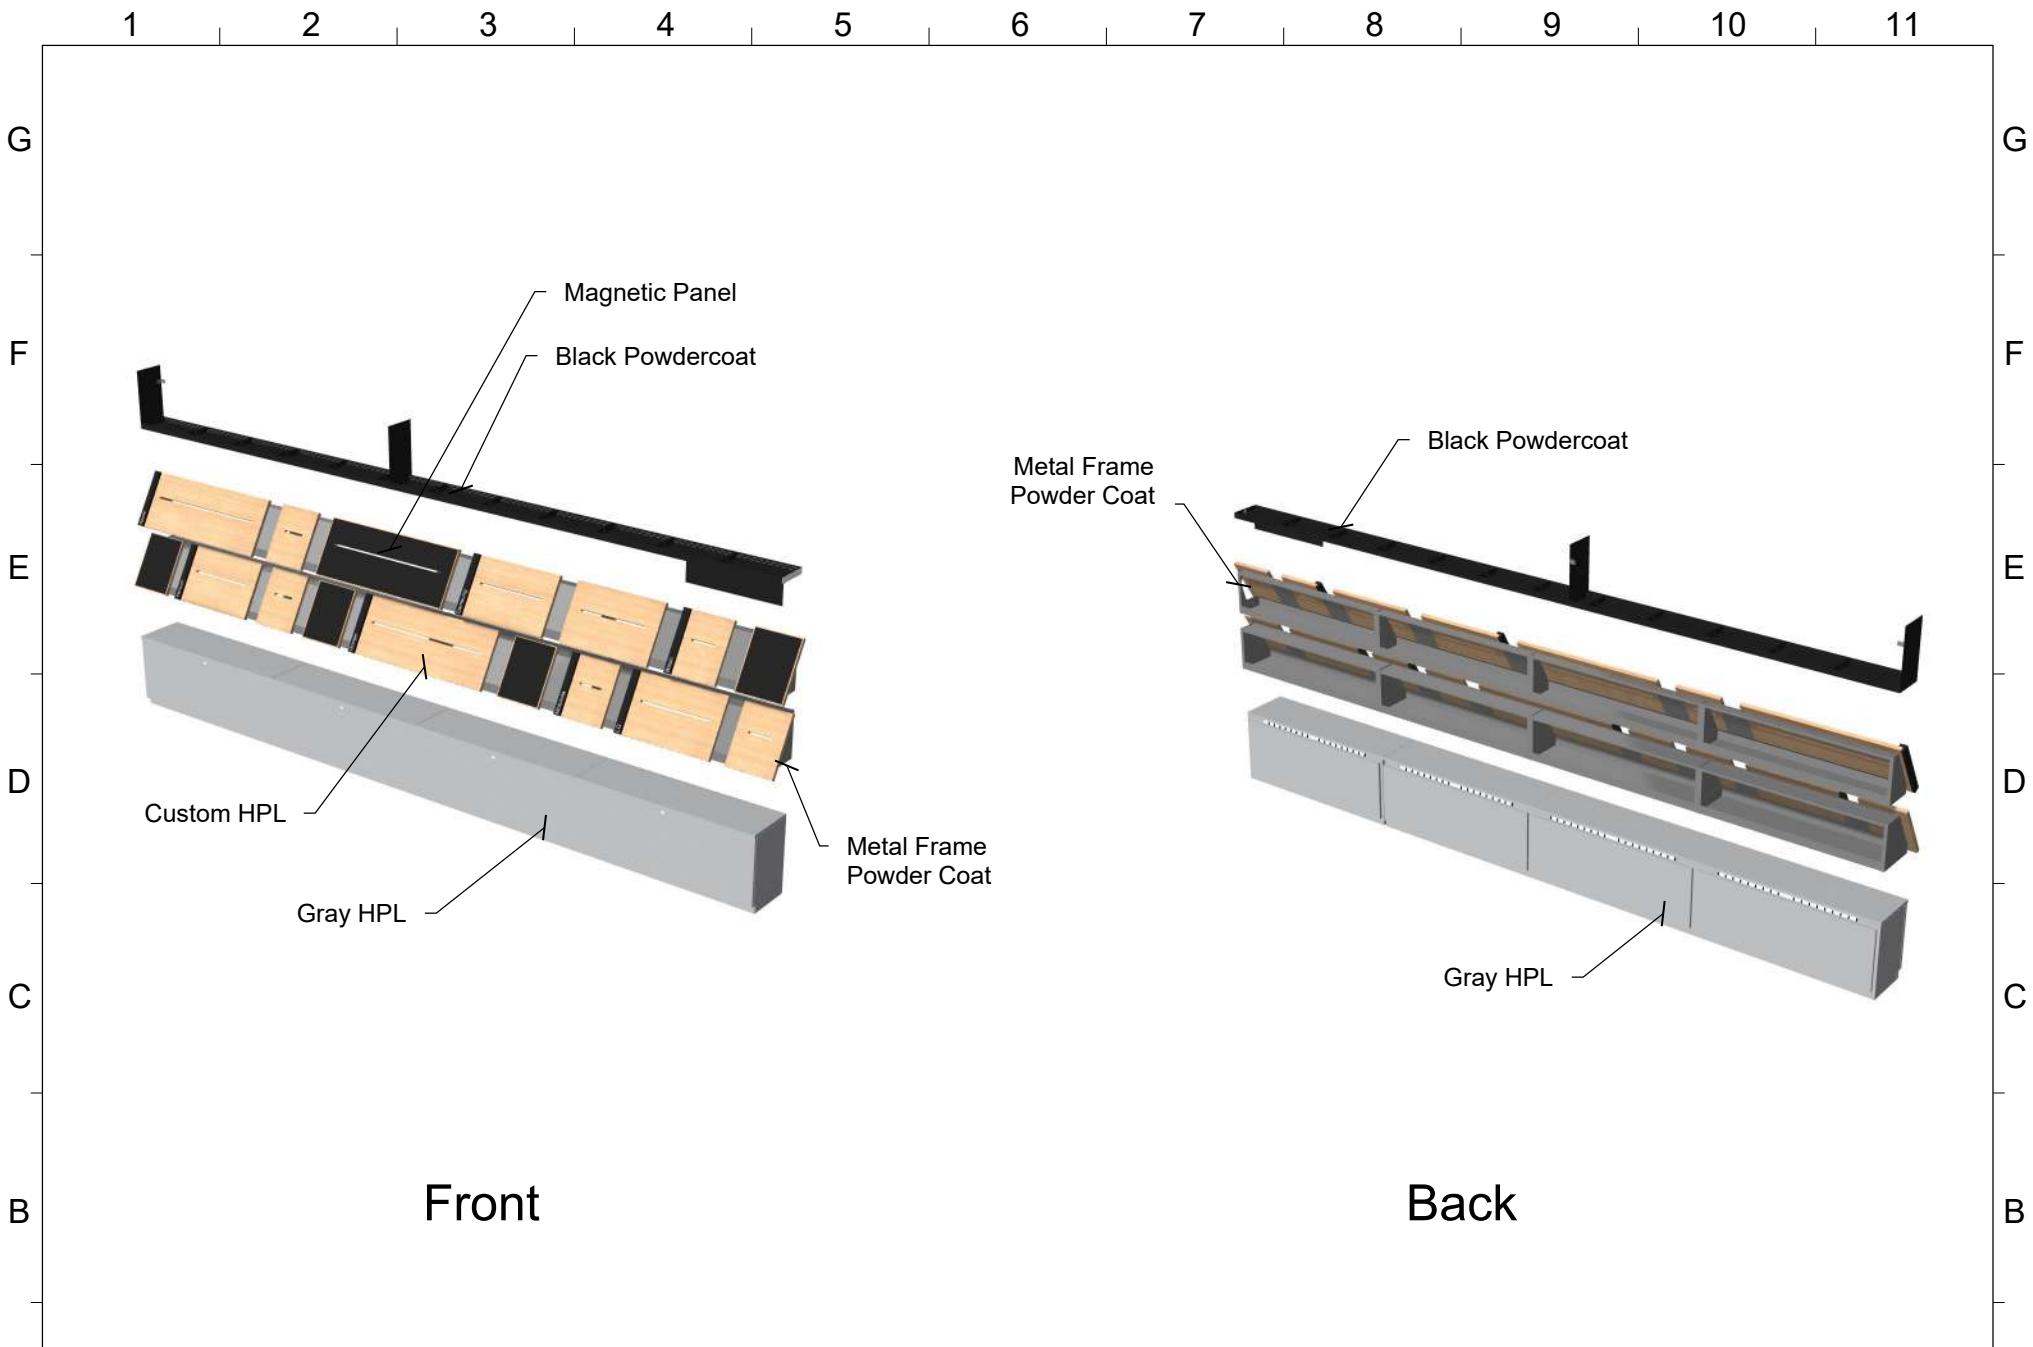 1 2 3 4 5 6 7 8 9 10 11
G G
Magnetic Panel
F F
Black Powdercoat
Black Powdercoat
Metal Frame
Powder Coat
E E
D D
Custom HPL
Metal Frame
Powder Coat
Gray HPL
Gray HPL
C C
Front
Back
B B